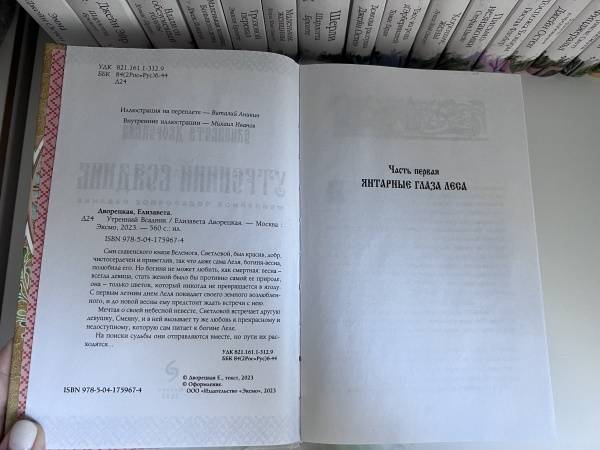 УДК 821.161.1-312.9
ББК 84(2Рос=Рус)6-44
Д24
Иллюстрация на переплете — Виталий Аникин
Внутренние иллюстрации — Михаил Иванов
УТРЕННИЙ ВСАДНИК
Дворецкая, Елизавета.
Д24 Утренний Всадник / Елизавета Дворецкая. — Москва :
Эксмо, 2023. — 560 с.: ил.
ISBN 978-5-04-175967-4
Сын славенского князя Велемога, Светловой, был красив, добр,
чистосердечен и приветлив, так что даже сама Леля, богиня-весна,
полюбила его. Но богиня не может любить, как смертная: весна –
всегда девица, стать женой было бы противно самой ее природе,
она – только цветок, который никогда не превращается в ягоду.
С первым летним днем Леля покидает своего земного возлюблен-
ного, и до новой весны ему предстоит ждать встречи с нею.
Мечтая о своей небесной невесте, Светловой встречает другую
девушку, Смеяну, и в ней вызывает ту же любовь к прекрасному и
недоступному, которую сам питает к богине Леле.
На поиски судьбы они отправляются вместе, но пути их рас-
ходятся...
УДК 821.161.1-312.9
ББК 84(2Рос=Рус)6-44
© Дворецкая Е., текст, 2023
© Оформление.
ООО «Издательство «Эксмо», 2023
ISBN 978-5-04-175967-4
Часть первая
ЯНТАРНЫЕ ГЛАЗА ЛЕСА